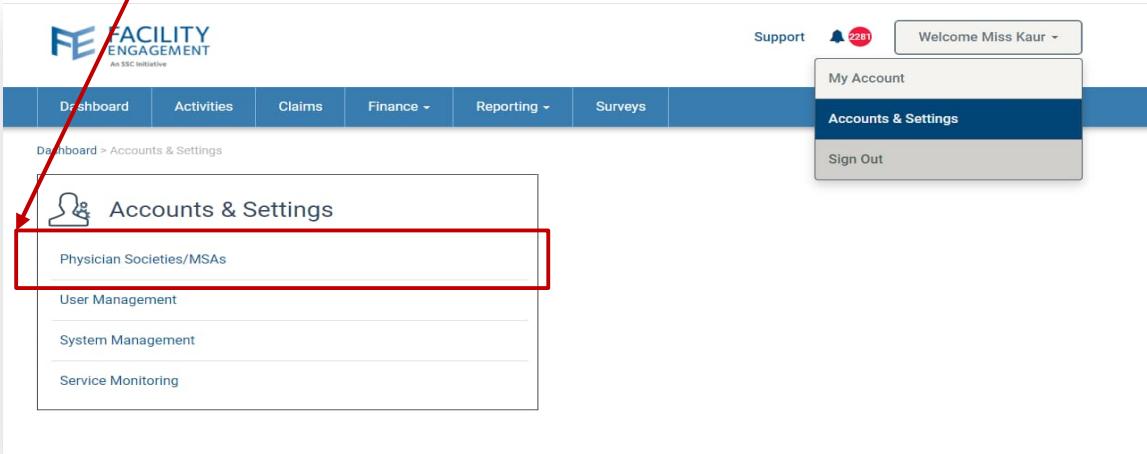 FACILITY
ENGAGEMENT
An SSC Initiative
Support
2281
Welcome Miss Kaur
My Account
Accounts & Settings
Sign Out
Dashboard
Activities
Claims
Finance
Reporting
Surveys
Dashboard > Accounts & Settings
Accounts & Settings
Physician Societies/MSAs
User Management
System Management
Service Monitoring